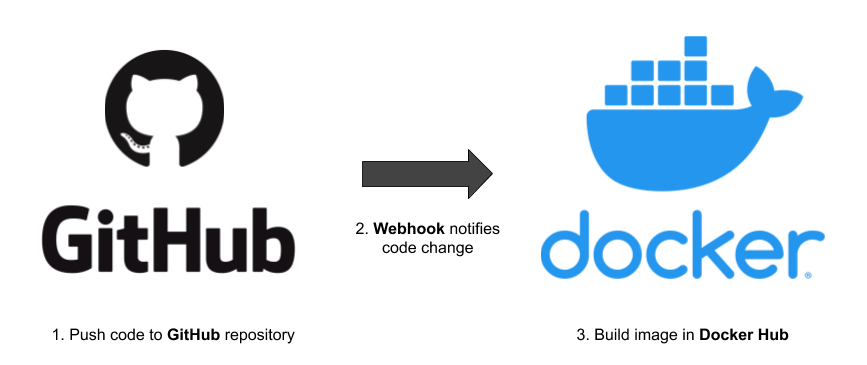 GitHub
docker®
2. Webhook notifies
code change
1. Push code to GitHub repository
3. Build image in Docker Hub